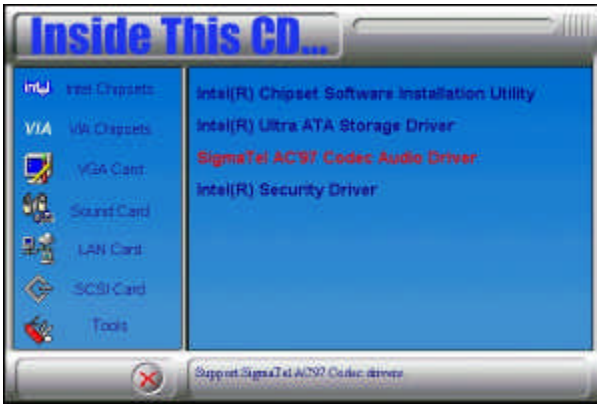 Inside This CD...
intel Intel Chipsets
VIA VIA Chipsets
VGA Card
Sound Card
LAN Card
SCSI Card
Tools
Intel(R) Chipset Software Installation Utility
Intel(R) Ultra ATA Storage Driver
SigmaTel AC'97 Codec Audio Driver
Intel(R) Security Driver
Support SigmaTel AC'97 Codec drivers